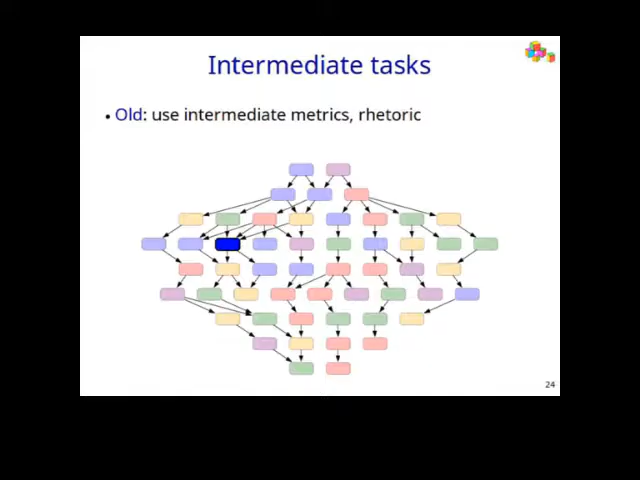 Intermediate tasks
• Old: use intermediate metrics, rhetoric
24